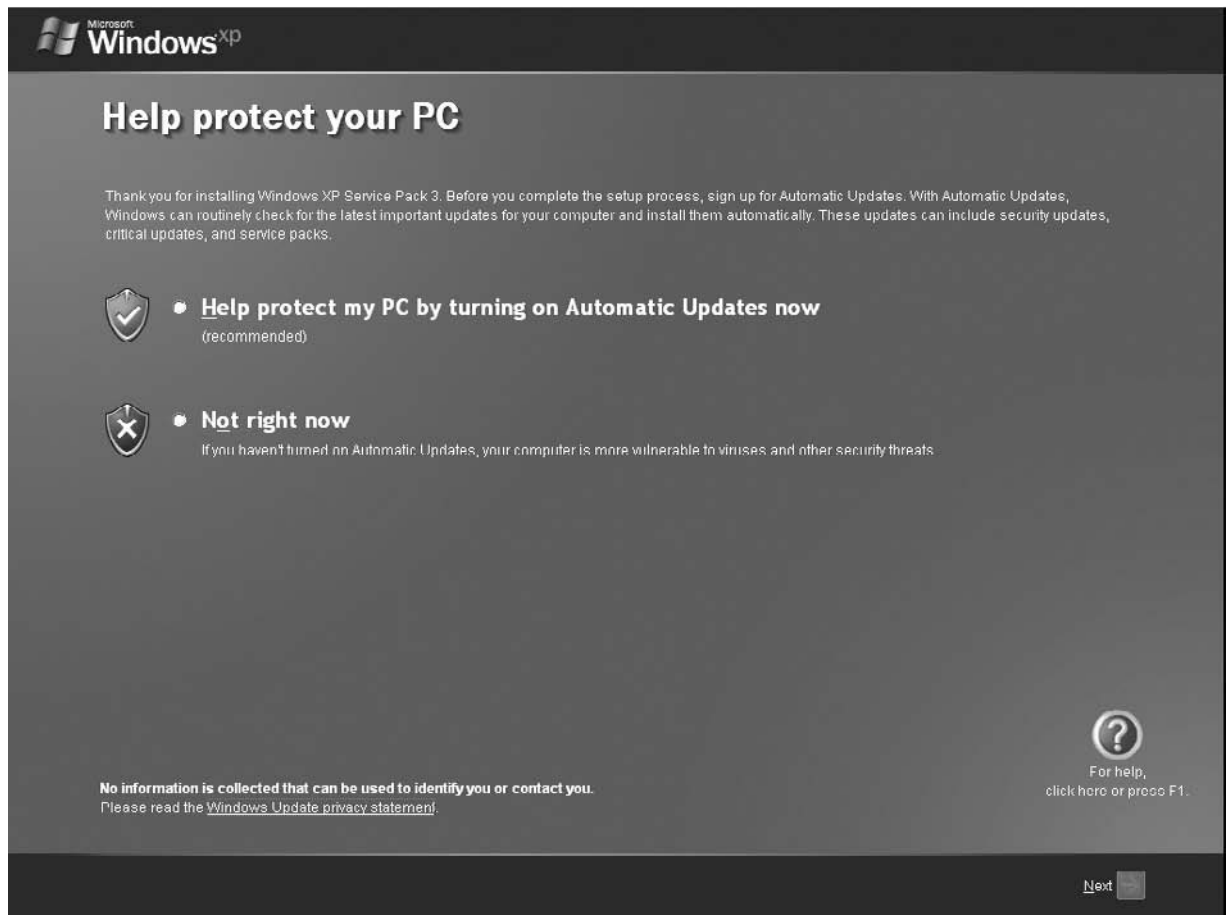 Microsoft
Windows xp
Help protect your PC
Thank you for installing Windows XP Service Pack 3. Before you complete the setup process, sign up for Automatic Updates. With Automatic Updates,
Windows can routinely check for the latest important updates for your computer and install them automatically. These updates can include security updates,
critical updates, and service packs.
Help protect my PC by turning on Automatic Updates now
(recommended)
Not right now
If you haven't turned on Automatic Updates, your computer is more vulnerable to viruses and other security threats
For help,
click here or press F1.
No information is collected that can be used to identify you or contact you.
Please read the Windows Update privacy statement.
Next